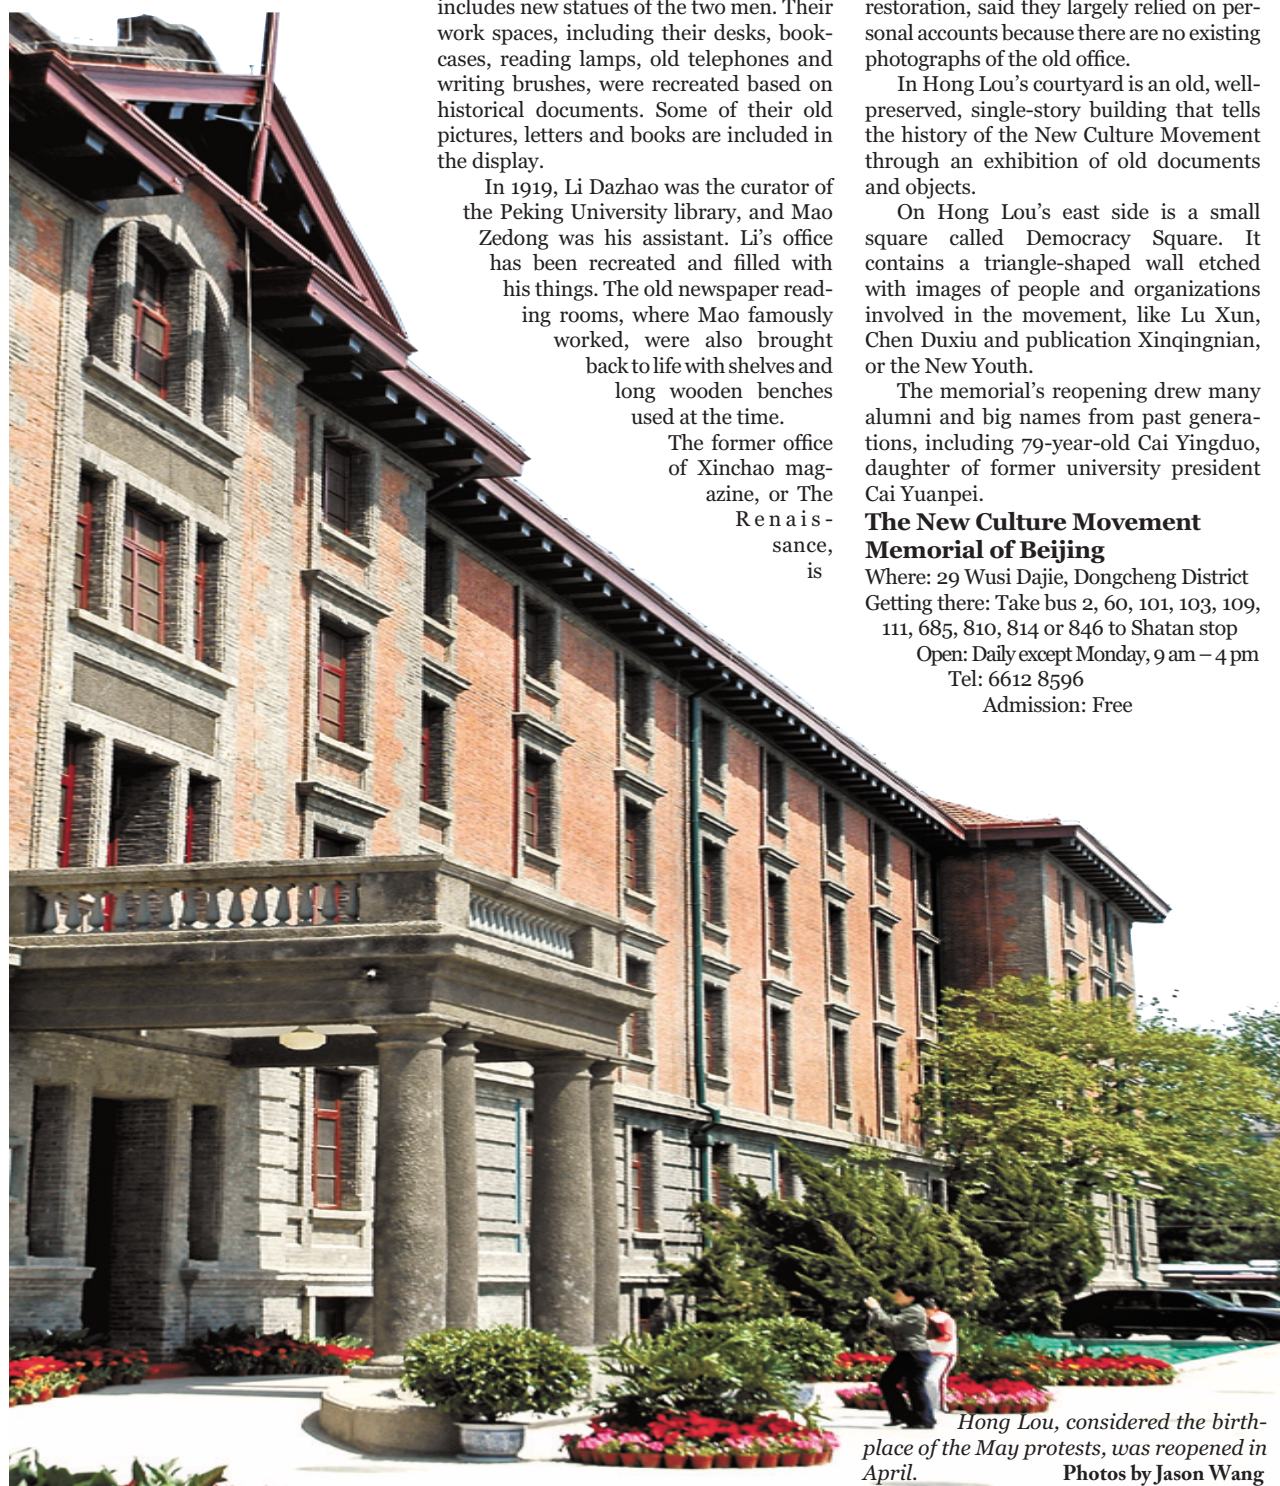 includes new statues of the two men. Their
work spaces, including their desks, book-
cases, reading lamps, old telephones and
writing brushes, were recreated based on
historical documents. Some of their old
pictures, letters and books are included in
the display.
In 1919, Li Dazhao was the curator of
the Peking University library, and Mao
Zedong was his assistant. Li's office
has been recreated and filled with
his things. The old newspaper read-
ing rooms, where Mao famously
worked, were also brought
back to life with shelves and
long wooden benches
used at the time.
The former office
of Xinchao mag-
azine, or The
Renais-
sance,
is
restoration, said they largely relied on per-
sonal accounts because there are no existing
photographs of the old office.
In Hong Lou's courtyard is an old, well-
preserved, single-story building that tells
the history of the New Culture Movement
through an exhibition of old documents
and objects.
On Hong Lou's east side is a small
square called Democracy Square. It
contains a triangle-shaped wall etched
with images of people and organizations
involved in the movement, like Lu Xun,
Chen Duxiu and publication Xinqingnian,
or the New Youth.
The memorial's reopening drew many
alumni and big names from past genera-
tions, including 79-year-old Cai Yingduo,
daughter of former university president
Cai Yuanpei.
The New Culture Movement
Memorial of Beijing
Where: 29 Wusi Dajie, Dongcheng District
Getting there: Take bus 2, 60, 101, 103, 109,
111, 685, 810, 814 or 846 to Shatan stop
Open: Daily except Monday, 9 am – 4 pm
Tel: 6612 8596
Admission: Free
Hong Lou, considered the birth-
place of the May protests, was reopened in
April. Photos by Jason Wang